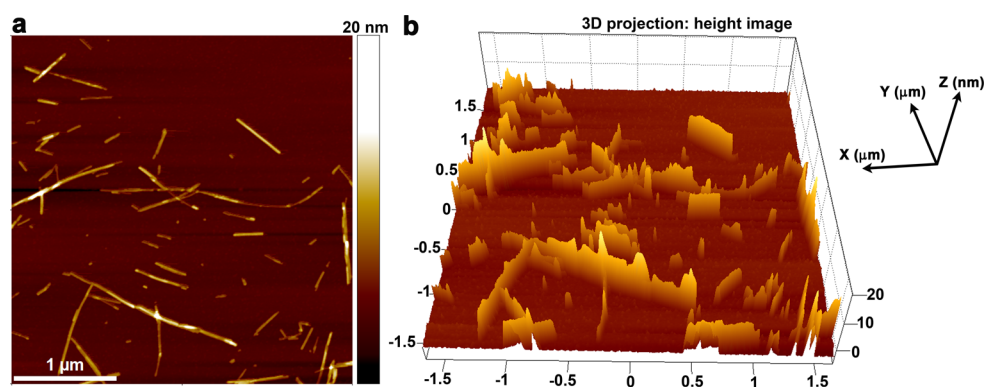 a
20 nm
1 µm
b
3D projection: height image
1.5
1
0.5
0
-0.5
-1
-1.5
-1.5 -1 -0.5 0 0.5 1 1.5
20
10
0
Y (µm)
Z (nm)
X (µm)